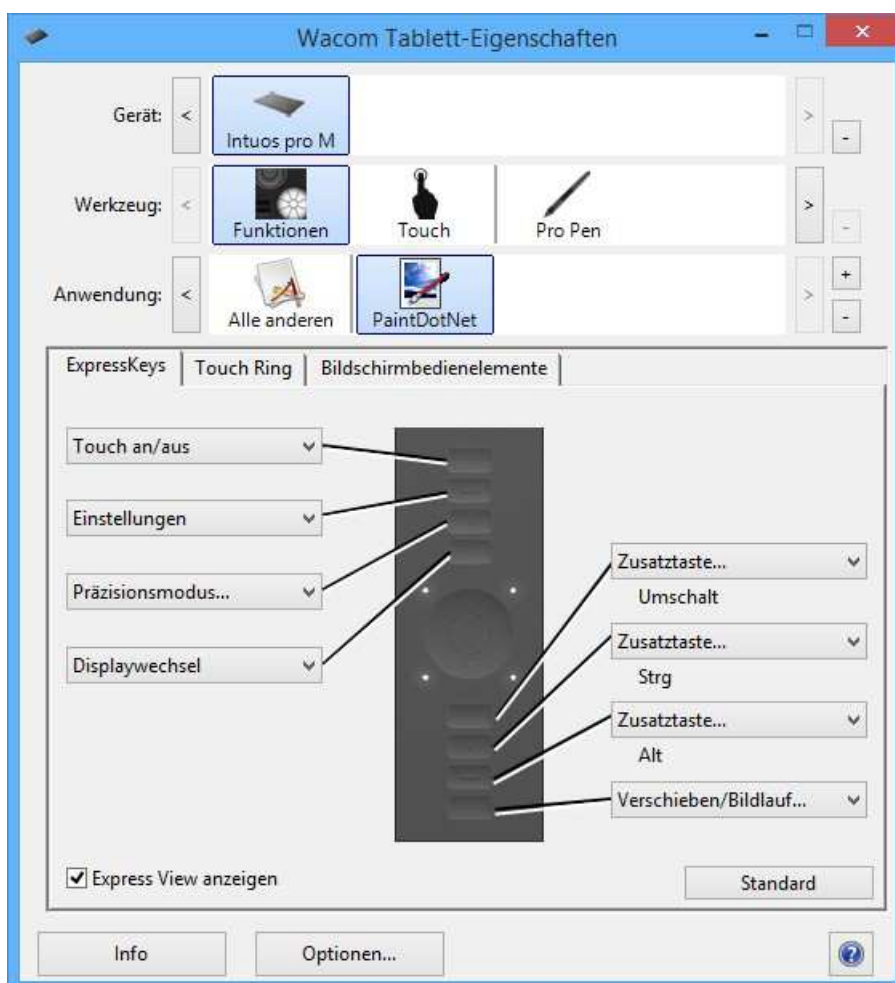 Wacom Tablett-Eigenschaften
Gerät:
<
Intuos pro M
>
-
Werkzeug:
<
Funktionen
Touch
Pro Pen
>
-
Anwendung:
<
Alle anderen
PaintDotNet
>
+
-
ExpressKeys
Touch Ring
Bildschirmbedienelemente
Touch an/aus
Einstellungen
Präzisionsmodus...
Displaywechsel
Zusatztaste...
Umschalt
Zusatztaste...
Strg
Zusatztaste...
Alt
Verschieben/Bildlauf...
Express View anzeigen
Standard
Info
Optionen...
?